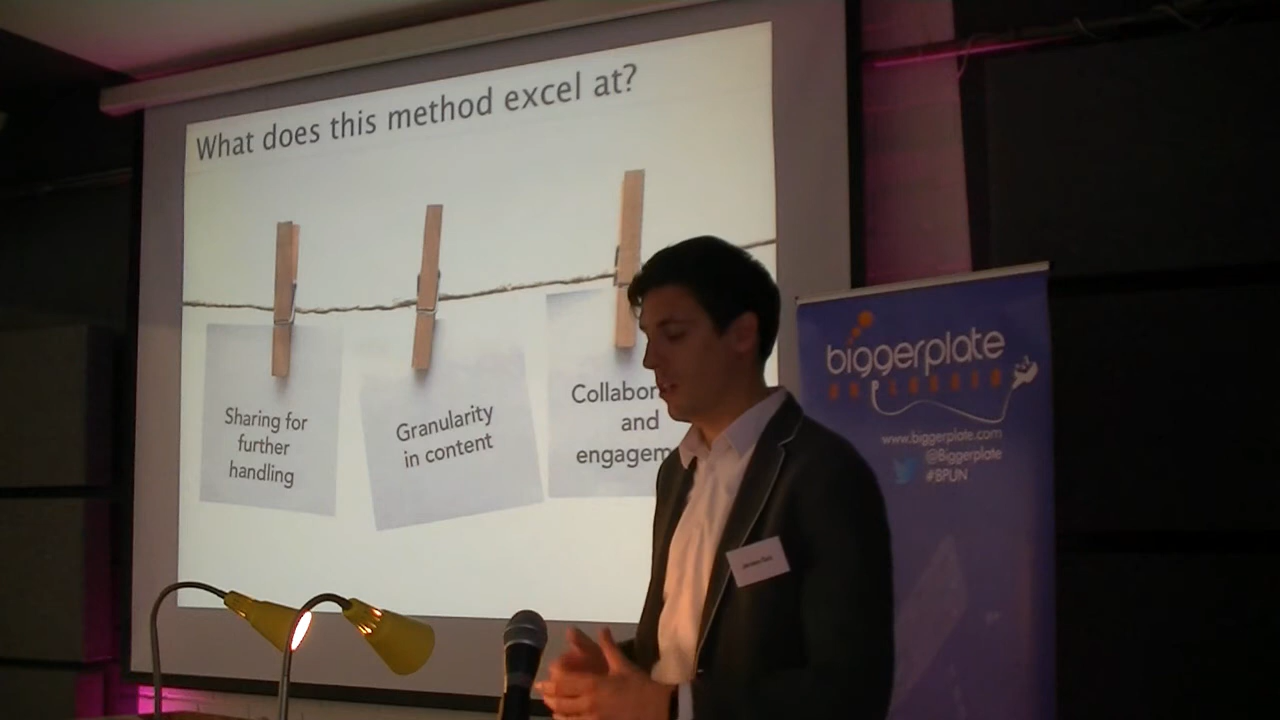 What does this method excel at?
Sharing for
further
handling
Granularity
in content
Collabor
and
engagem
biggerplate
www.biggerplate.com
@Biggerplate
#BPUN